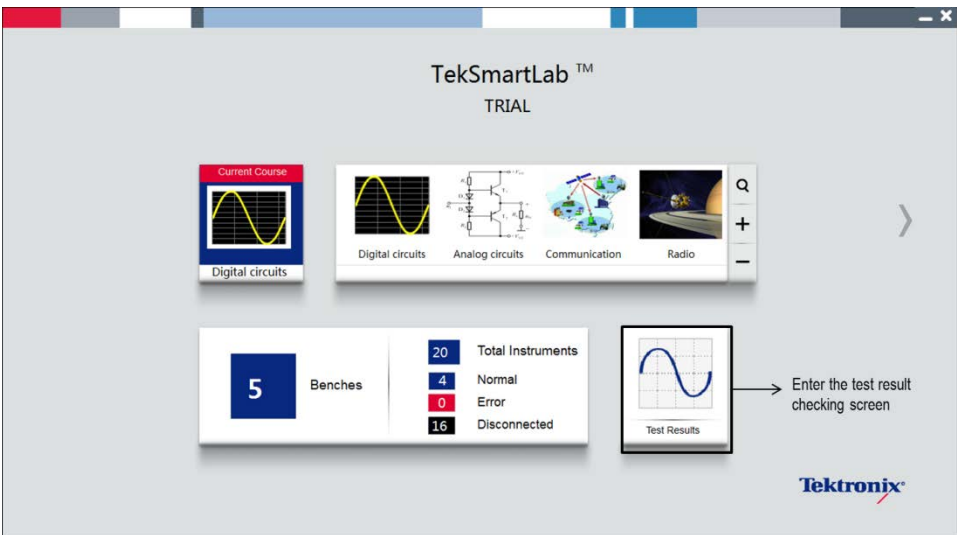 TekSmartLab TM
TRIAL
Current Course
Digital circuits
Digital circuits
Analog circuits
Communication
Radio
5
Benches
20 Total Instruments
4 Normal
0 Error
16 Disconnected
Test Results
Enter the test result
checking screen
Tektronix